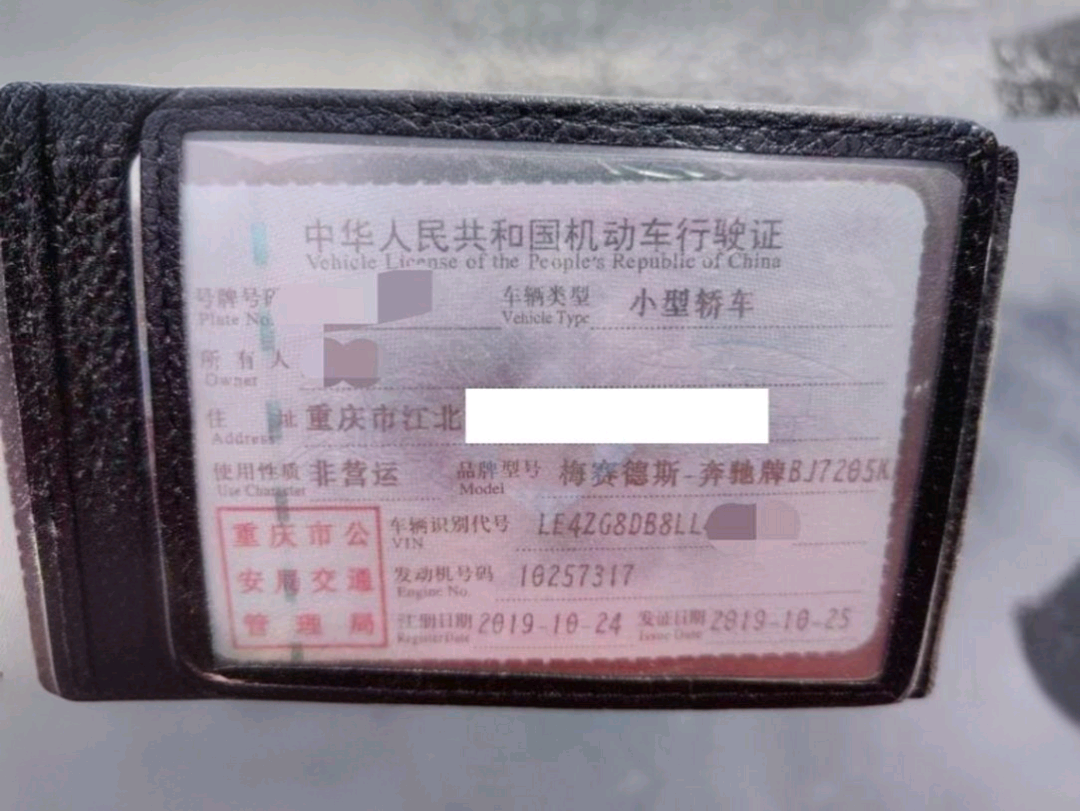 中华人民共和国机动车行驶证
Vehicle License of the People's Republic of China
号牌号码 车辆类型 小型轿车
Plate No. Vehicle Type
所有人
Owner
住址 重庆市江北
Address
使用性质 非营运 品牌型号 梅赛德斯-奔驰牌BJ7205K
Use Character Model
重庆市公
安局交通
管理局
车辆识别代号 LE4ZG8DB8LL
VIN
发动机号码 10257317
Engine No.
注册日期 2019-10-24 发证日期 2019-10-25
Register Date Issue Date